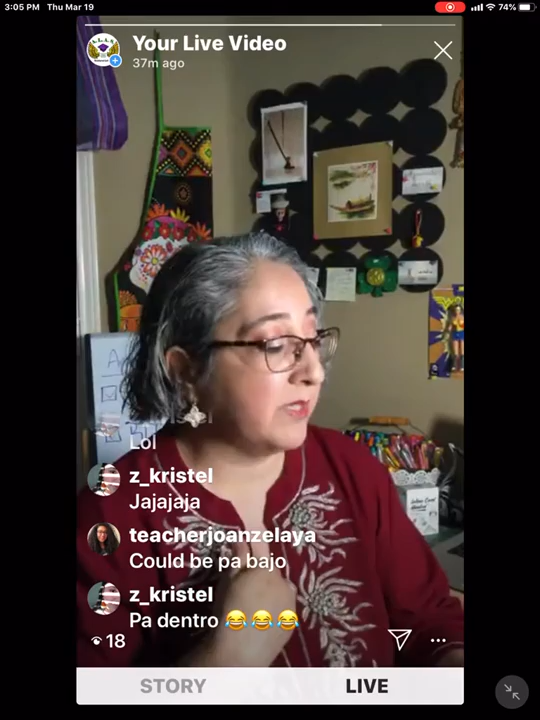 3:05 PM Thu Mar 19
74%
Your Live Video
37m ago
Lol
z_kristel
Jajajaja
teacherjoanzelaya
Could be pa bajo
z_kristel
Pa dentro 😂😂😂
18
STORY LIVE